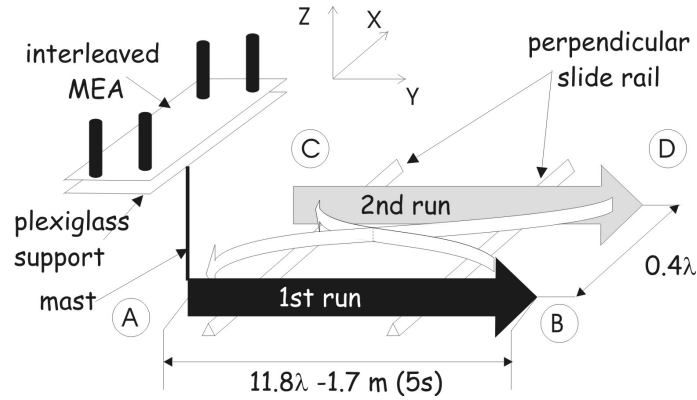 Z
X
Y
interleaved
MEA
perpendicular
slide rail
C
D
2nd run
plexiglass
support
0.4λ
mast
A
1st run
B
11.8λ -1.7 m (5s)